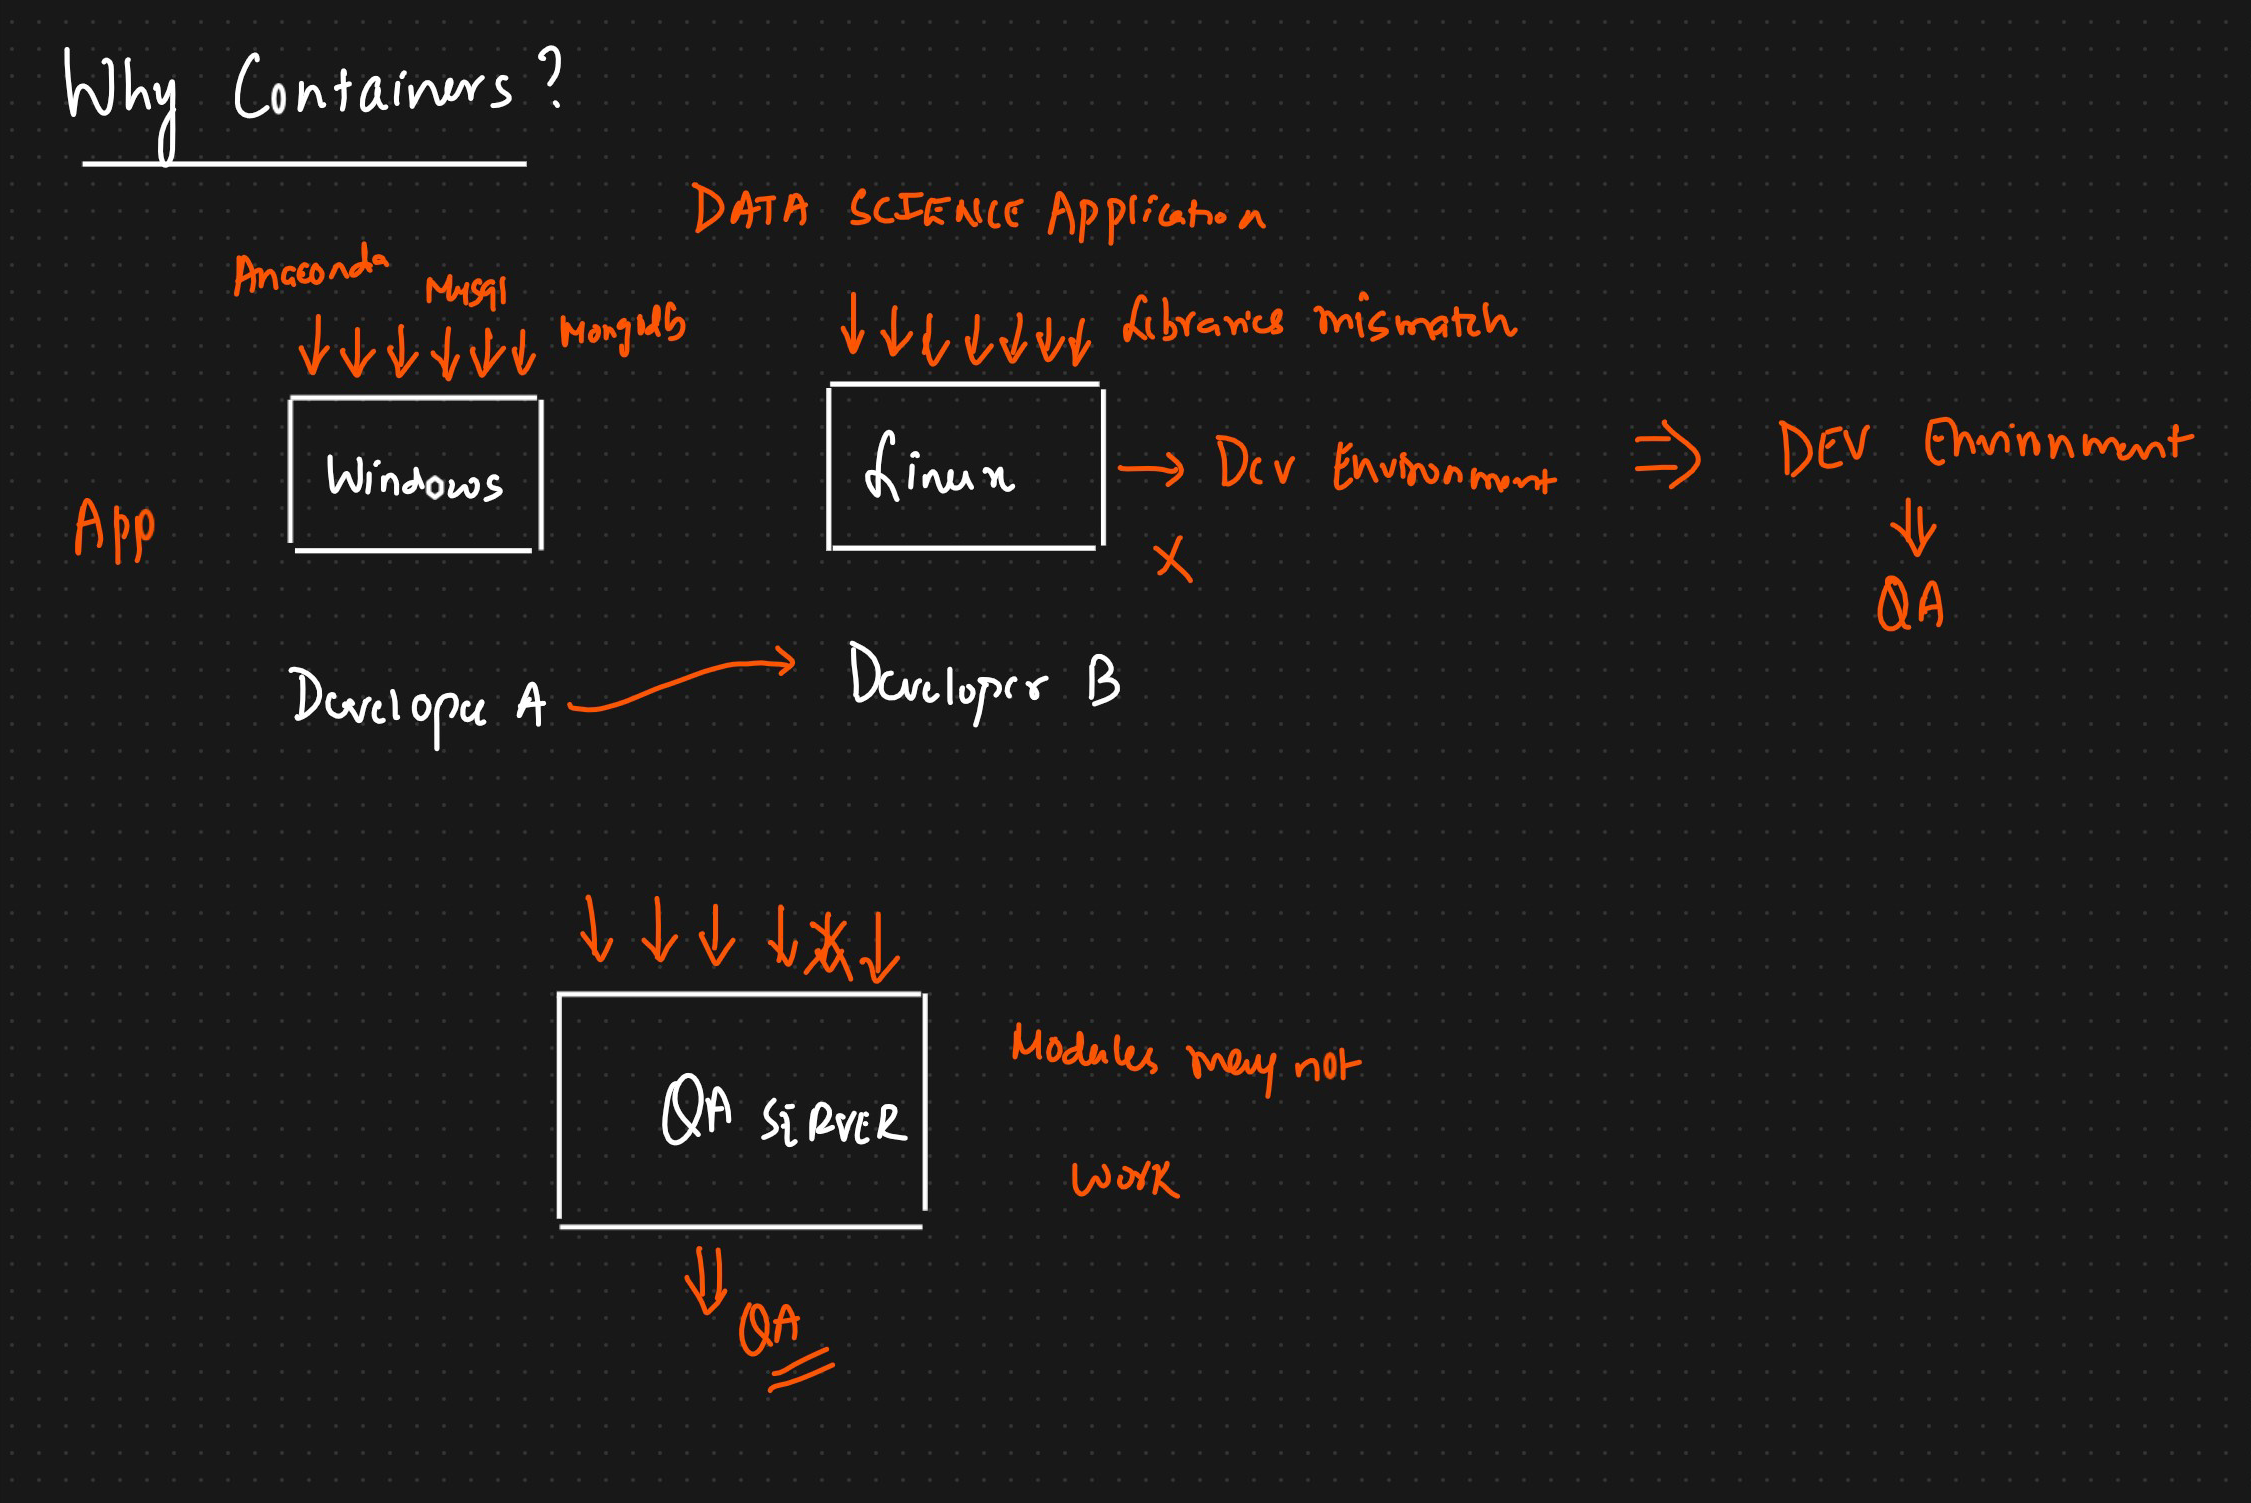 Why Containers?
DATA SCIENCE Application
Anaconda
Mysql
Mongodb
Libraries mismatch
Windows
Linux
Dev Environment
DEV Environment
App
X
QA
Developer A
Developer B
QA SERVER
Modules may not
work
QA